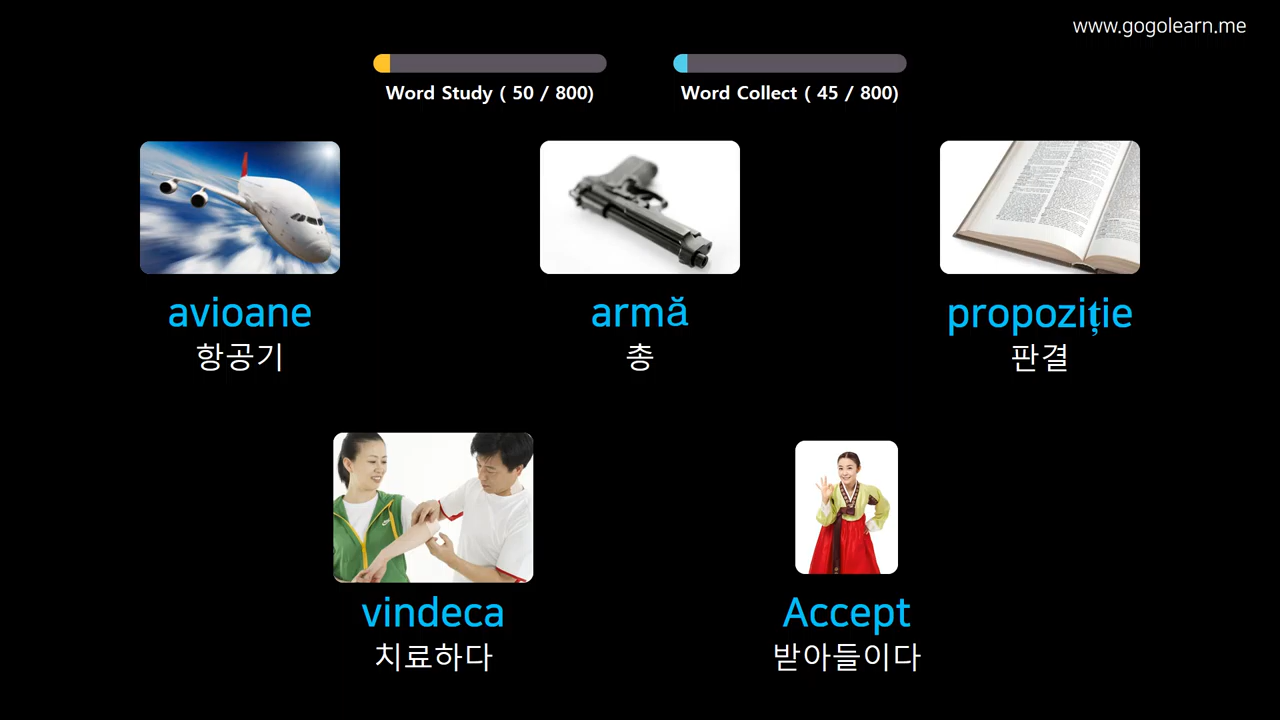 www.gogolearn.me
Word Study ( 50 / 800)
Word Collect ( 45 / 800)
avioane
항공기
armă
총
propoziție
판결
vindeca
치료하다
Accept
받아들이다